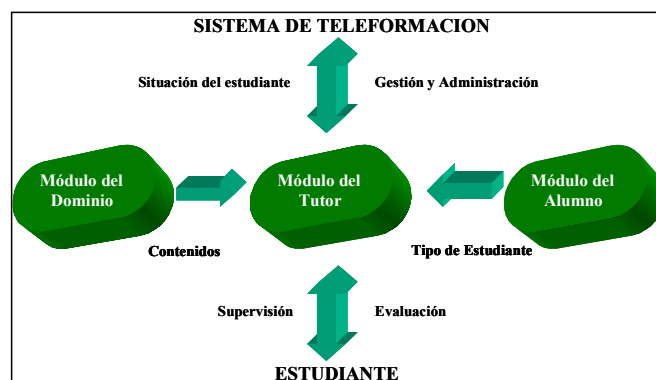 SISTEMA DE TELEFORMACION
Situación del estudiante
Gestión y Administración
Módulo del
Dominio
Módulo del
Tutor
Módulo del
Alumno
Contenidos
Tipo de Estudiante
Supervisión
Evaluación
ESTUDIANTE